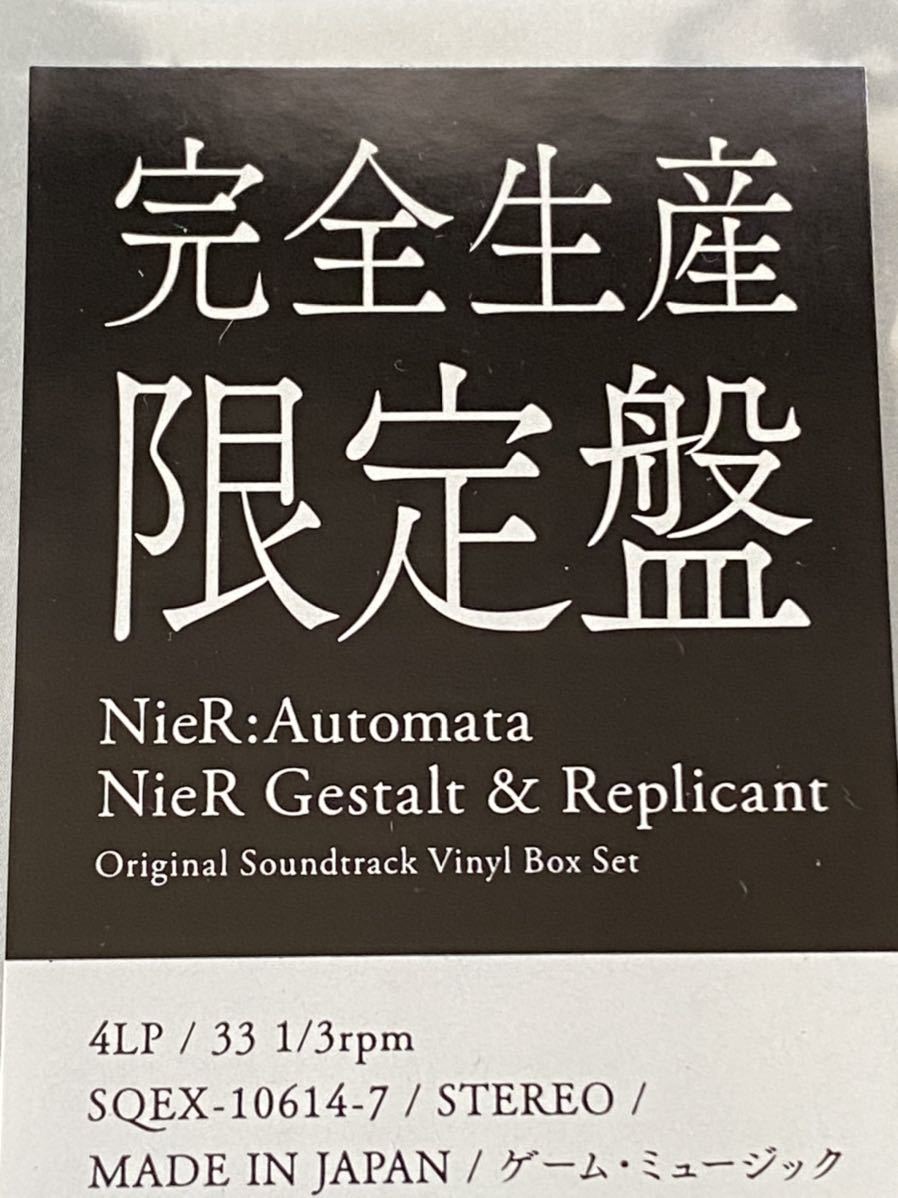 完全生産
限定盤
NieR:Automata
NieR Gestalt & Replicant
Original Soundtrack Vinyl Box Set
4LP / 33 1/3rpm
SQEX-10614-7 / STEREO /
MADE IN JAPAN / ゲーム・ミュージック